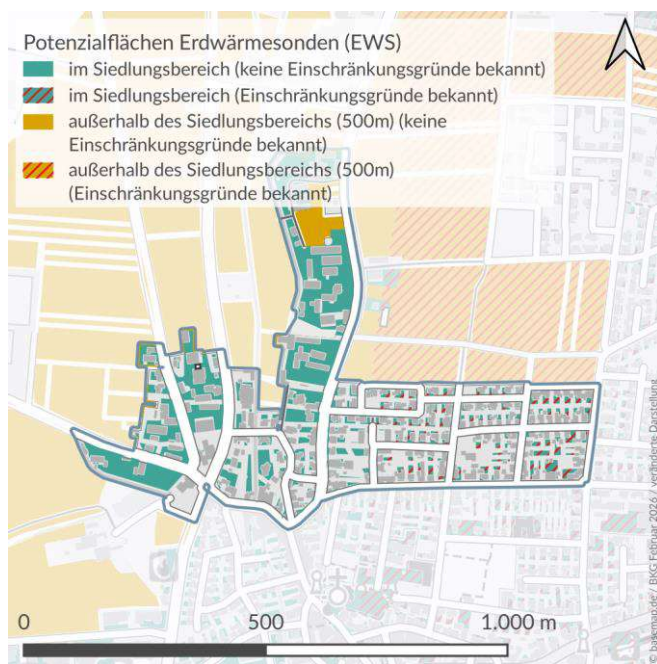 Potenzialflächen Erdwärmesonden (EWS)
im Siedlungsbereich (keine Einschränkungsgründe bekannt)
im Siedlungsbereich (Einschränkungsgründe bekannt)
außerhalb des Siedlungsbereichs (500m) (keine
Einschränkungsgründe bekannt)
außerhalb des Siedlungsbereichs (500m)
(Einschränkungsgründe bekannt)
© basemap.de / BKG Februar 2026 / veränderte Darstellung
0 500 1.000 m